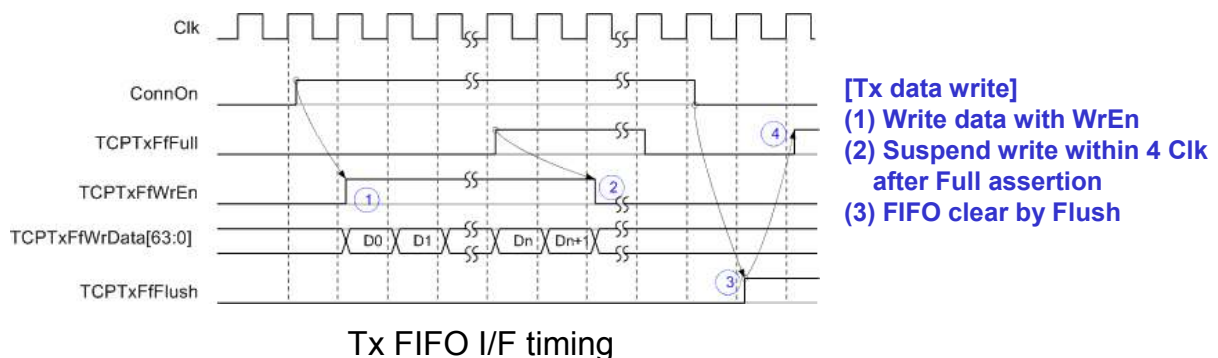 Clk
ConnOn
TCPTxFfFull
TCPTxFfWrEn
TCPTxFfWrData[63:0]
TCPTxFfFlush
D0
D1
Dn
Dn+1
1
2
3
4
[Tx data write]
(1) Write data with WrEn
(2) Suspend write within 4 Clk
after Full assertion
(3) FIFO clear by Flush
Tx FIFO I/F timing